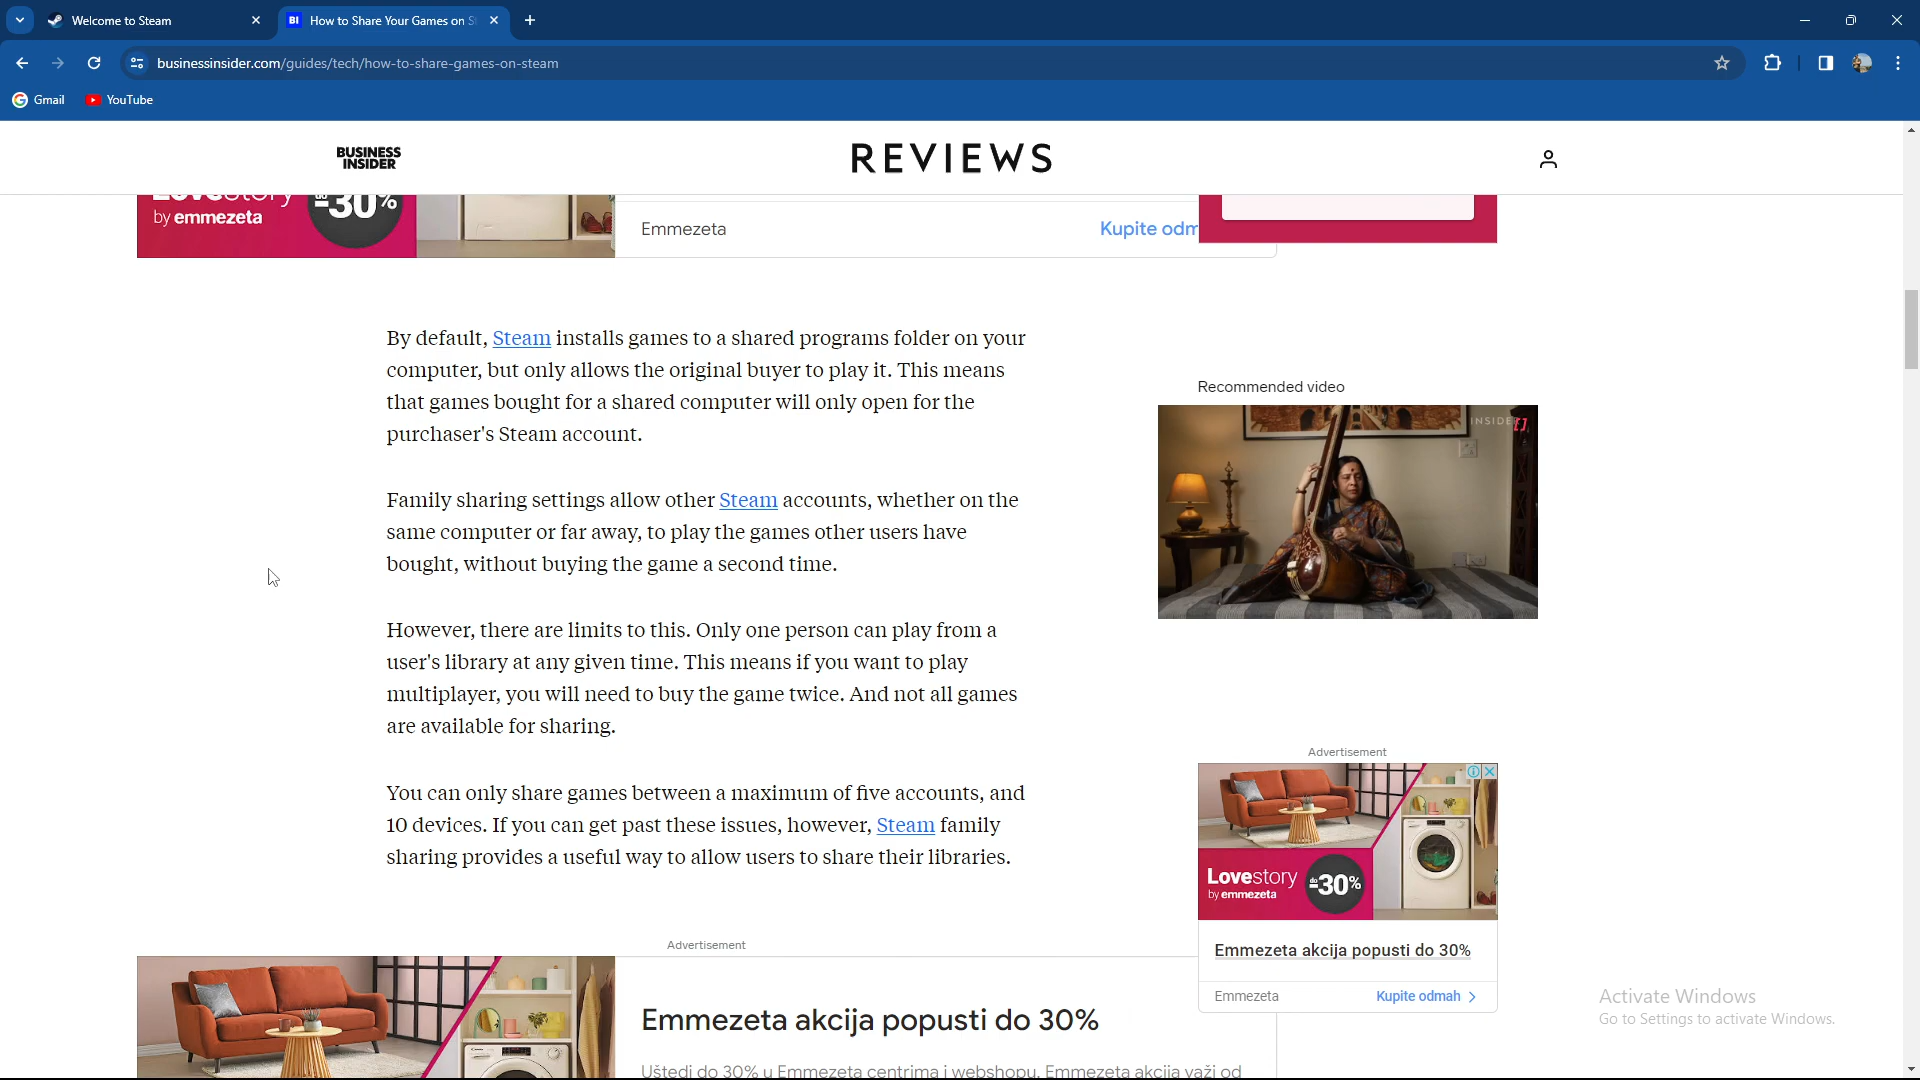 Welcome to Steam
How to Share Your Games on S
businessinsider.com/guides/tech/how-to-share-games-on-steam
Gmail
YouTube
BUSINESS
INSIDER
REVIEWS
by emmezeta
-30%
Emmezeta
Kupite odm
By default, Steam installs games to a shared programs folder on your
computer, but only allows the original buyer to play it. This means
that games bought for a shared computer will only open for the
purchaser's Steam account.
Family sharing settings allow other Steam accounts, whether on the
same computer or far away, to play the games other users have
bought, without buying the game a second time.
However, there are limits to this. Only one person can play from a
user's library at any given time. This means if you want to play
multiplayer, you will need to buy the game twice. And not all games
are available for sharing.
You can only share games between a maximum of five accounts, and
10 devices. If you can get past these issues, however, Steam family
sharing provides a useful way to allow users to share their libraries.
Recommended video
INSIDER
Advertisement
Lovestory
by emmezeta
do -30%
Emmezeta akcija popusti do 30%
Emmezeta
Kupite odmah
Advertisement
Emmezeta akcija popusti do 30%
Uštedi do 30% u Emmezeta centrima i webshopu. Emmezeta akcija važi od
Activate Windows
Go to Settings to activate Windows.